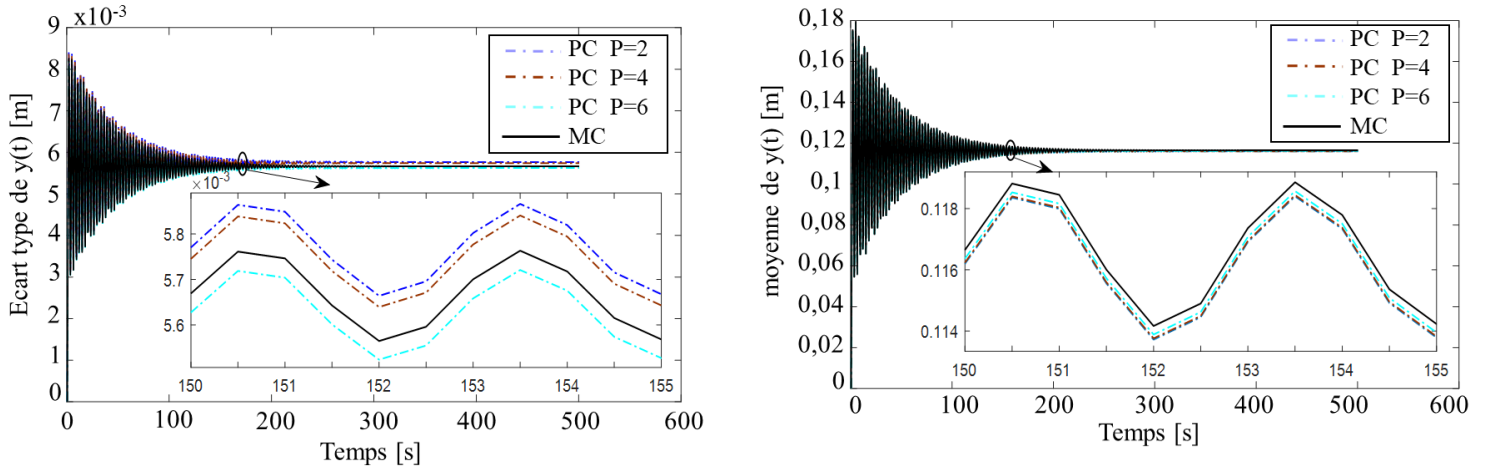 x10⁻³
9
8
7
6
5
4
3
2
1
0
Ecart type de y(t) [m]
PC P=2
PC P=4
PC P=6
MC
×10⁻³
5.8
5.7
5.6
150 151 152 153 154 155
0 100 200 300 400 500 600
Temps [s]
0,18
0,16
0,14
0,12
0,1
0,08
0,06
0,04
0,02
0
moyenne de y(t) [m]
PC P=2
PC P=4
PC P=6
MC
0.118
0.116
0.114
150 151 152 153 154 155
0 100 200 300 400 500 600
Temps [s]